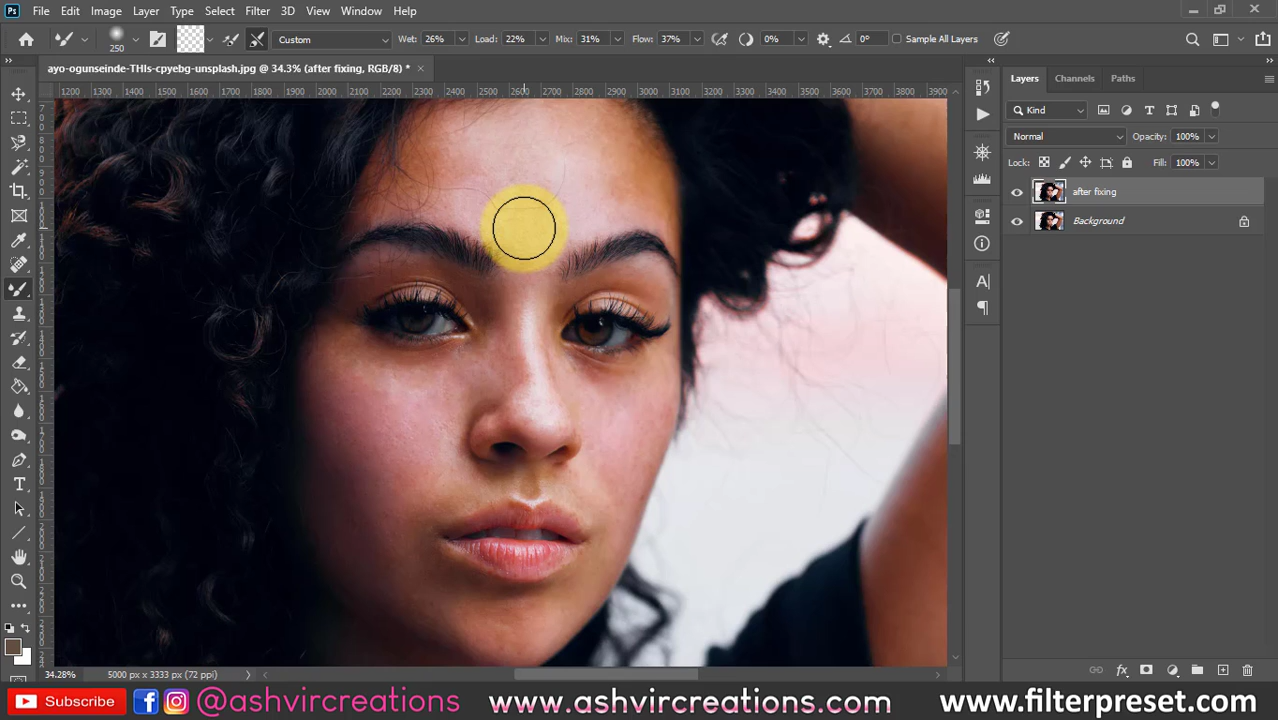 Ps File Edit Image Layer Type Select Filter 3D View Window Help
250 Custom Wet: 26% Load: 22% Mix: 31% Flow: 37% 0% 0° Sample All Layers
ayo-ogunseinde-THIs-cpyebg-unsplash.jpg @ 34.3% (after fixing, RGB/8) *
1200 1300 1400 1500 1600 1700 1800 1900 2000 2100 2200 2300 2400 2500 2600 2700 2800 2900 3000 3100 3200 3300 3400 3500 3600 3700 3800 3900
Layers Channels Paths
Kind
Normal Opacity: 100%
Lock: Fill: 100%
after fixing
Background
34.28% 5000 px x 3333 px (72 ppi)
Subscribe @ashvircreations www.ashvircreations.com www.filterpreset.com